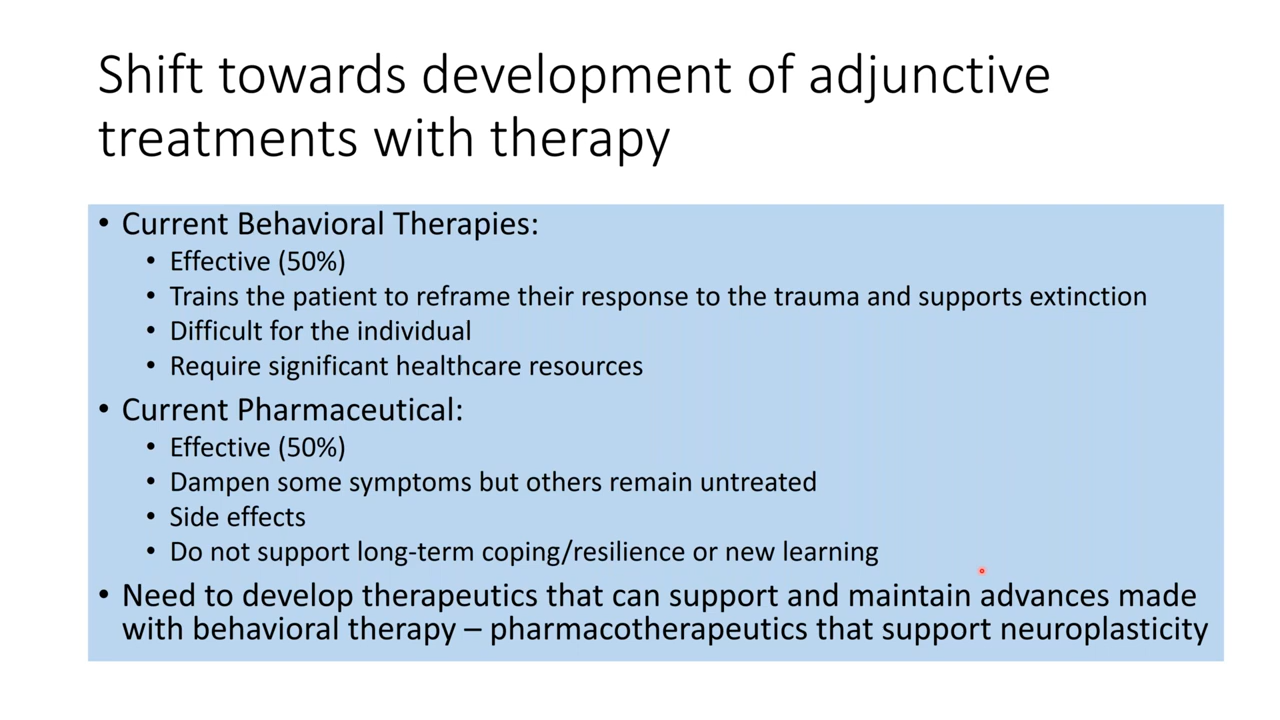 Shift towards development of adjunctive
treatments with therapy
• Current Behavioral Therapies:
• Effective (50%)
• Trains the patient to reframe their response to the trauma and supports extinction
• Difficult for the individual
• Require significant healthcare resources
• Current Pharmaceutical:
• Effective (50%)
• Dampen some symptoms but others remain untreated
• Side effects
• Do not support long-term coping/resilience or new learning
• Need to develop therapeutics that can support and maintain advances made
with behavioral therapy – pharmacotherapeutics that support neuroplasticity